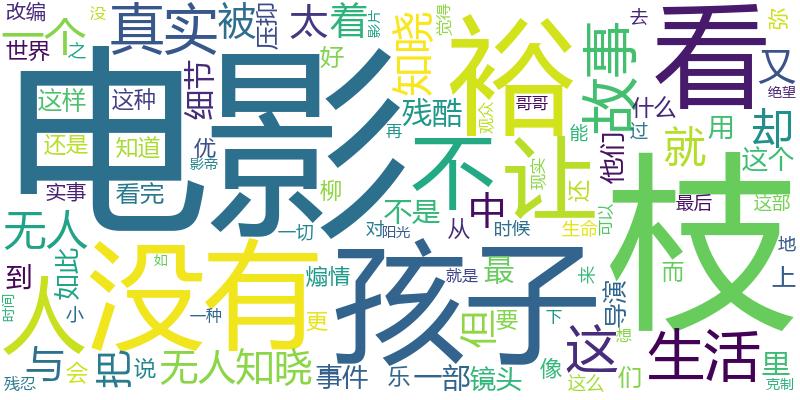 改编
没
一个
真实
被
压抑
太
着
影片
觉得
去
弥
世界
之
好
知晓
裕
看
又
绝望
电影
细节
故事
这样
这种
残酷
哥哥
什么
观众
还是
知道
优
再
不
让
能
过
却
他们
就
用
影帝
现实
这个
实事
看完
柳
不是
中
还
枝
最后
这部
无人
一切
对
阳光
从
时候
生命
可以
地
到
如此
没有
孩子
煽情
就是
最
来
而
上
如
人
时间
小
一种
更
但
要
下
导演
想
这
生活
里
与
会
把
说
无人知晓
事件
乐
一部
镜头
像
们
残忍
这么
克制